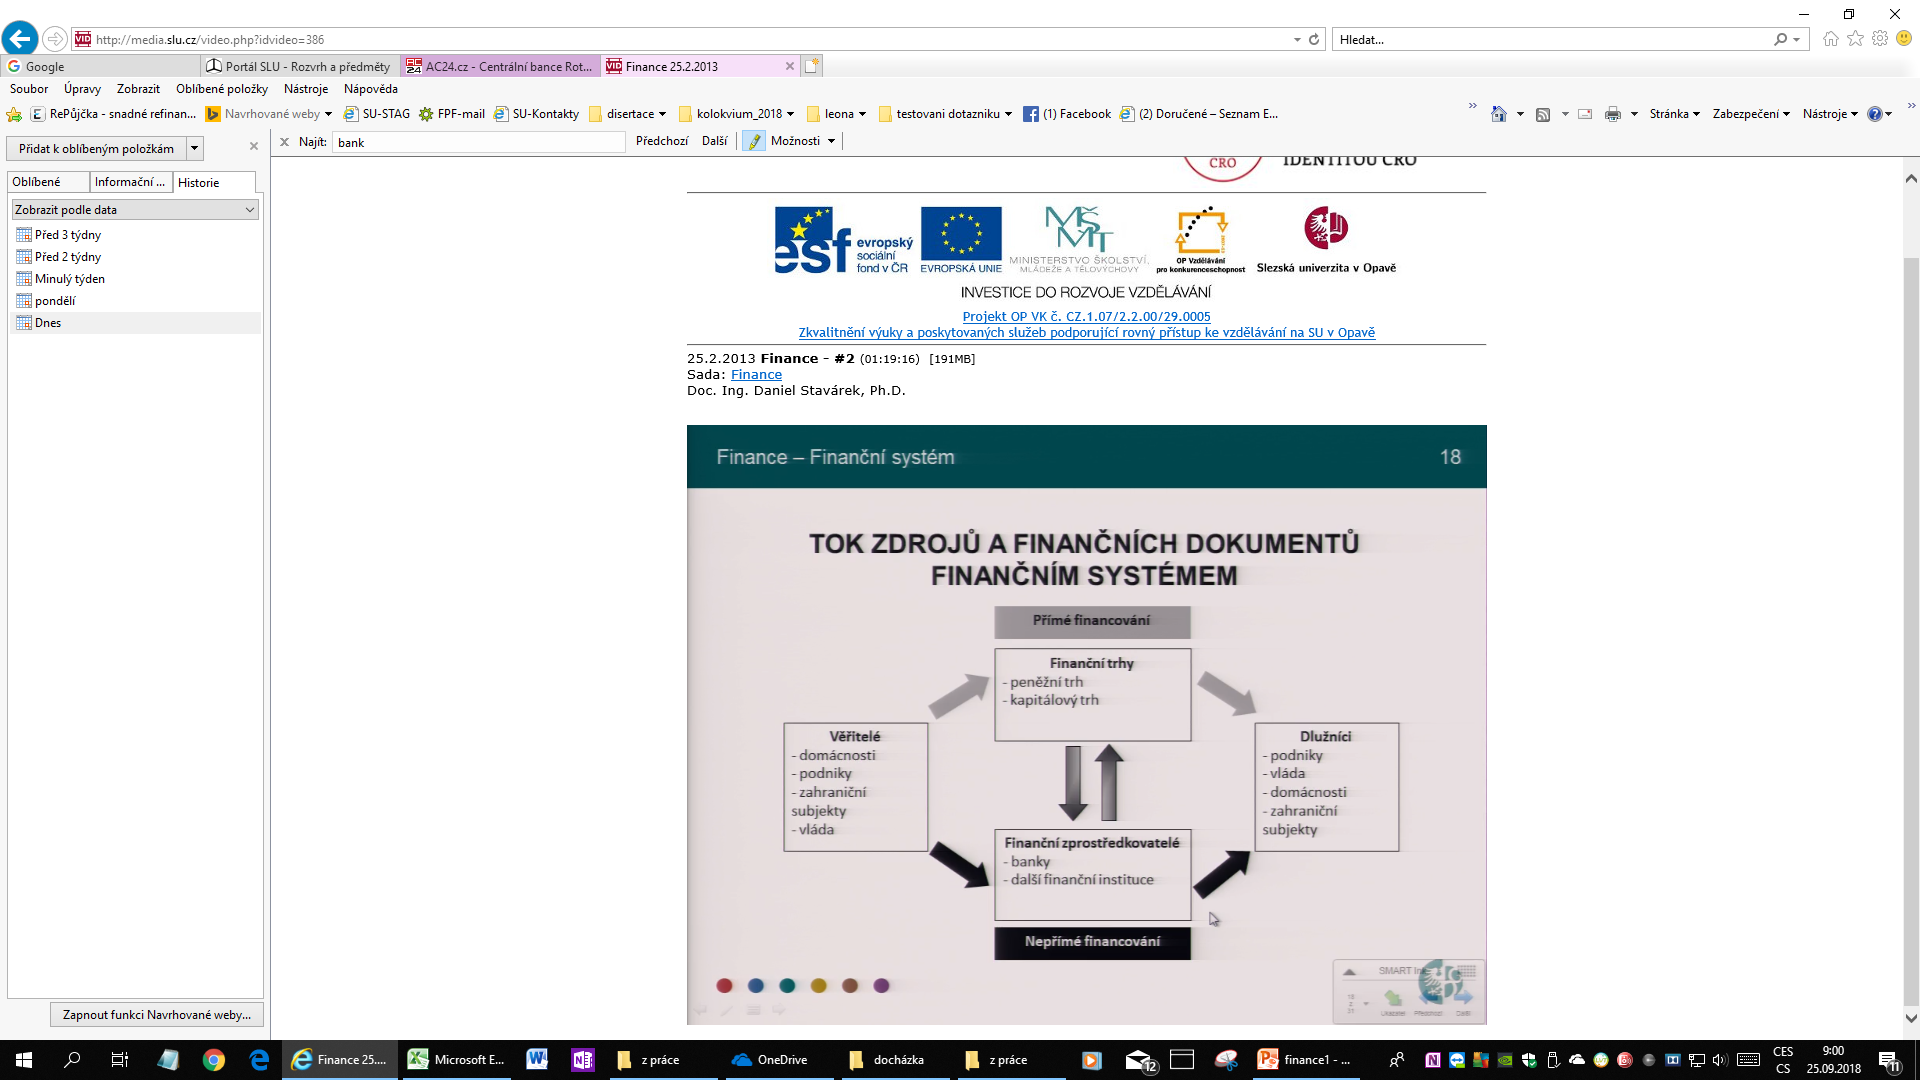 http://media.slu.cz/video.php?idvideo=386
Hledat...
Google
Portál SLU - Rozvrh a předměty
AC24.cz - Centrální bance Rot...
Finance 25.2.2013
Soubor Úpravy Zobrazit Oblíbené položky Nástroje Nápověda
RePůjčka - snadné refinan...
Navrhované weby
SU-STAG
FPF-mail
SU-Kontakty
disertace
kolokvium_2018
leona
testovani dotazniku
(1) Facebook
(2) Doručené – Seznam E...
Stránka
Zabezpečení
Nástroje
Přidat k oblíbeným položkám
Najít: bank
Předchozí Další
Možnosti
Oblíbené Informační ... Historie
Zobrazit podle data
Před 3 týdny
Před 2 týdny
Minulý týden
pondělí
Dnes
Zapnout funkci Navrhované weby...
CRO
IDENTITOU CRO
esf evropský
sociální
fond v ČR
EVROPSKÁ UNIE
MŠMT
MINISTERSTVO ŠKOLSTVÍ,
MLÁDEŽE A TĚLOVÝCHOVY
OP Vzdělávání
pro konkurenceschopnost
2007-13
Slezská univerzita v Opavě
INVESTICE DO ROZVOJE VZDĚLÁVÁNÍ
Projekt OP VK č. CZ.1.07/2.2.00/29.0005
Zkvalitnění výuky a poskytovaných služeb podporující rovný přístup ke vzdělávání na SU v Opavě
25.2.2013 Finance - #2 (01:19:16) [191MB]
Sada: Finance
Doc. Ing. Daniel Stavárek, Ph.D.
Finance – Finanční systém 18
TOK ZDROJŮ A FINANČNÍCH DOKUMENTŮ
FINANČNÍM SYSTÉMEM
Přímé financování
Finanční trhy
- peněžní trh
- kapitálový trh
Věřitelé
- domácnosti
- podniky
- zahraniční
subjekty
- vláda
Dlužníci
- podniky
- vláda
- domácnosti
- zahraniční
subjekty
Finanční zprostředkovatelé
- banky
- další finanční instituce
Nepřímé financování
SMART
Ukazatel Předchozí Další
Finance 25....
Microsoft E...
z práce
OneDrive
docházka
z práce
12
finance1 - ...
CES
CS
9:00
25.09.2018
11